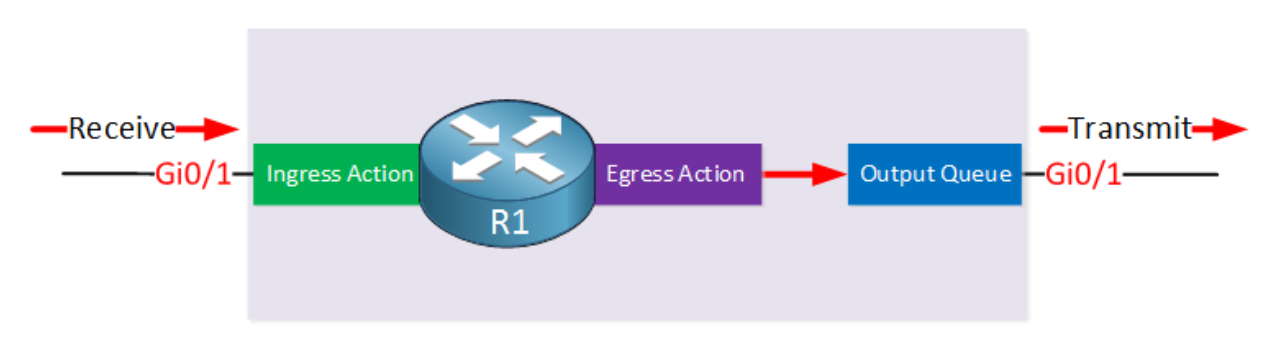 Receive
Transmit
Gi0/1
Ingress Action
Egress Action
Output Queue
Gi0/1
R1